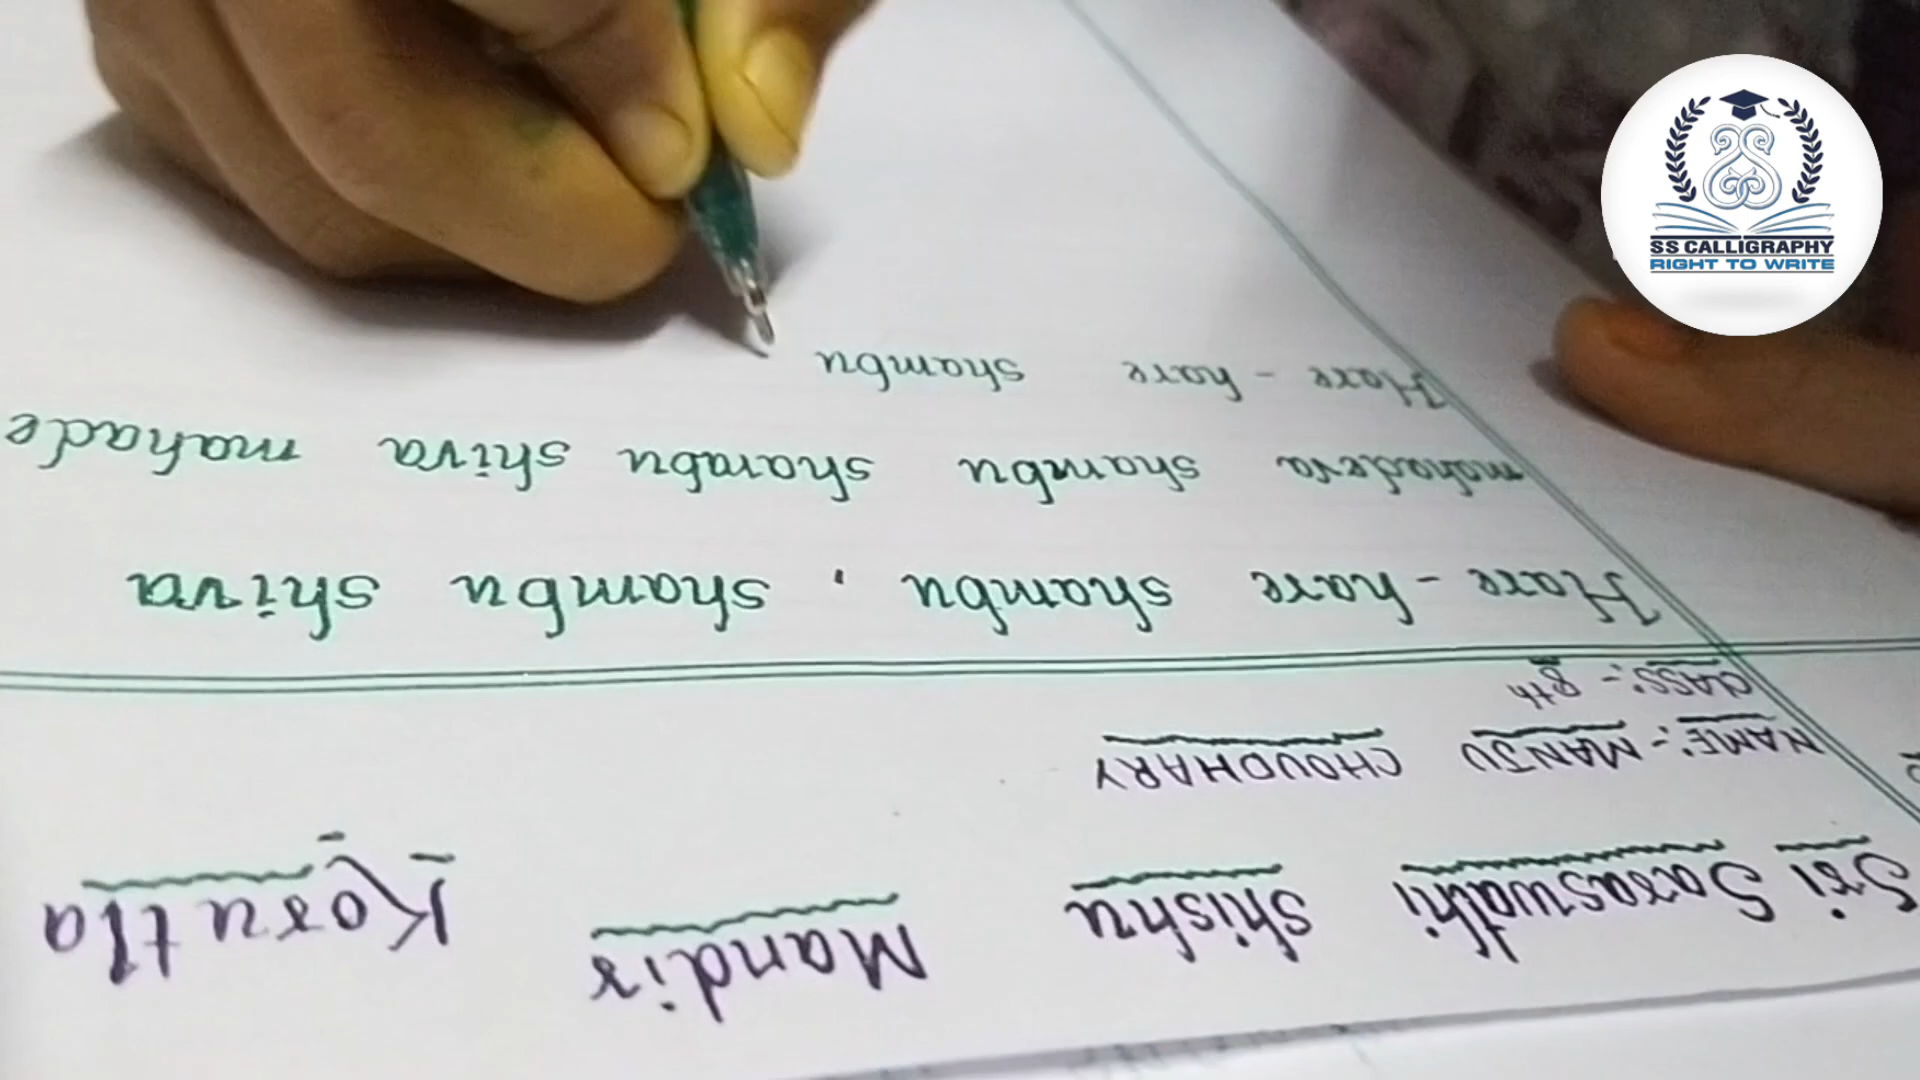 Sri Saraswathi Shishu Mandir Korutla
NAME:- MANJU CHOUDHARY
CLASS:- 8th
Hare - hare shambu, shambu shiva
mahadeva shambu shambu shiva mahade
Hare - hare shambu
SS CALLIGRAPHY
RIGHT TO WRITE